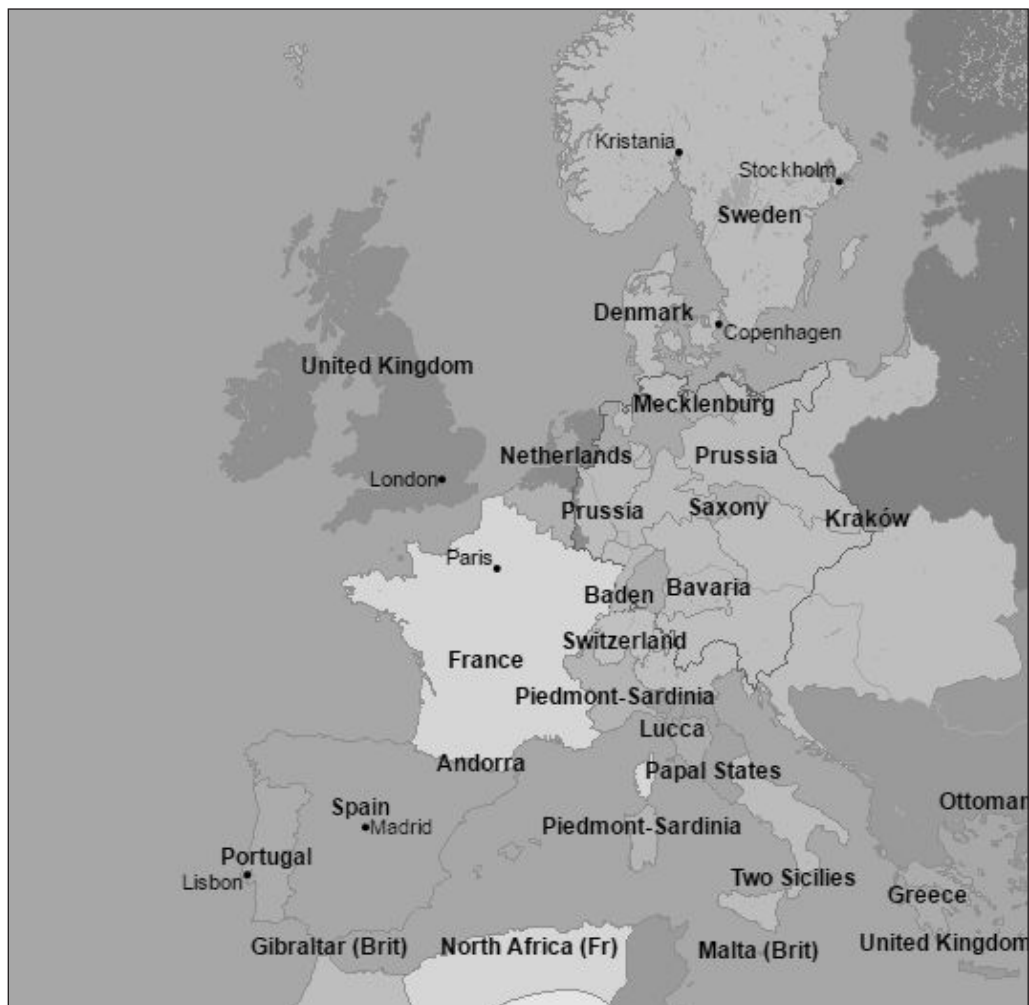 Kristania
Stockholm
Sweden
Denmark
Copenhagen
United Kingdom
Mecklenburg
Netherlands
Prussia
London
Prussia
Saxony
Kraków
Paris
Baden
Bavaria
Switzerland
France
Piedmont-Sardinia
Lucca
Andorra
Papal States
Spain
Madrid
Piedmont-Sardinia
Ottoman
Portugal
Lisbon
Two Sicilies
Greece
Gibraltar (Brit)
North Africa (Fr)
Malta (Brit)
United Kingdom